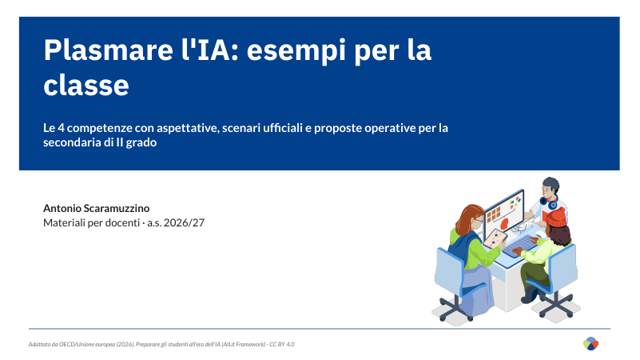 Plasmare l'IA: esempi per la
classe
Le 4 competenze con aspettative, scenari ufficiali e proposte operative per la
secondaria di II grado
Antonio Scaramuzzino
Materiali per docenti · a.s. 2026/27
Adattato da OECD/Unione europea (2026), Preparare gli studenti all'era dell'IA (AILit Framework) - CC BY 4.0